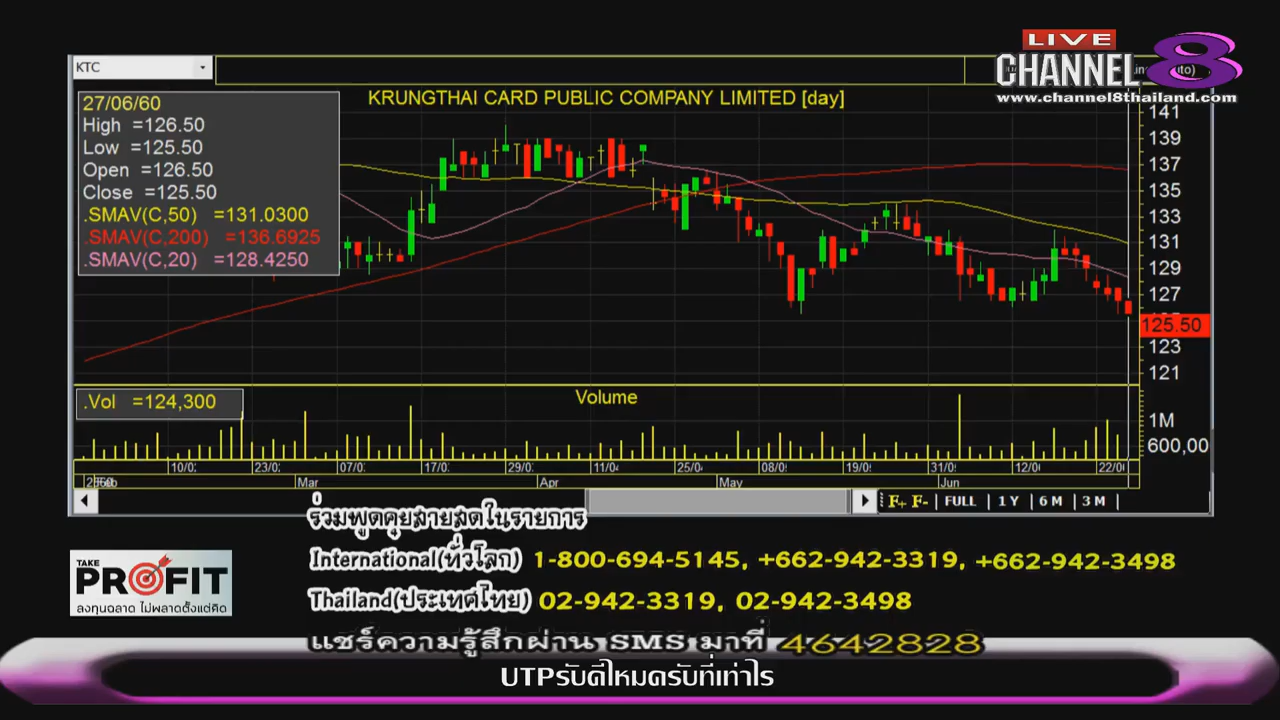 LIVE
CHANNEL 8
www.channel8thailand.com
KTC
KRUNGTHAI CARD PUBLIC COMPANY LIMITED [day]
27/06/60
High =126.50
Low =125.50
Open =126.50
Close =125.50
.SMAV(C,50) =131.0300
.SMAV(C,200) =136.6925
.SMAV(C,20) =128.4250
141
139
137
135
133
131
129
127
125.50
123
121
.Vol =124,300
Volume
1M
600,00
10/0 23/0 07/0 17/0 29/ 11/0 25/0 08/0 19/0 31/0 12/0 22/0
Mar Apr May Jun
F+ F- | FULL | 1 Y | 6 M | 3 M |
ร่วมพูดคุยสายสดในรายการ
International(ทั่วโลก) 1-800-694-5145, +662-942-3319, +662-942-3498
Thailand(ประเทศไทย) 02-942-3319, 02-942-3498
แชร์ความรู้สึกผ่าน SMS มาที่ 4642828
TAKE
PROFIT
ลงทุนฉลาด ไม่พลาดตั้งแต่คิด
UTPรับดีไหมครับที่เท่าไร